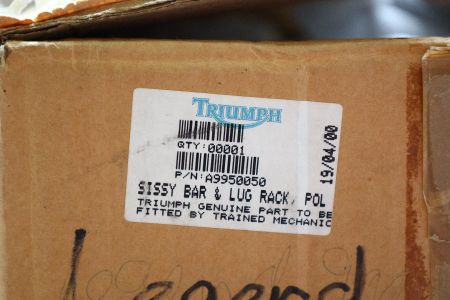 TRIUMPH
QTY:00001
P/N:A9950050
19/04/00
SISSY BAR & LUG RACK, POL
TRIUMPH GENUINE PART TO BE
FITTED BY TRAINED MECHANIC
Legend